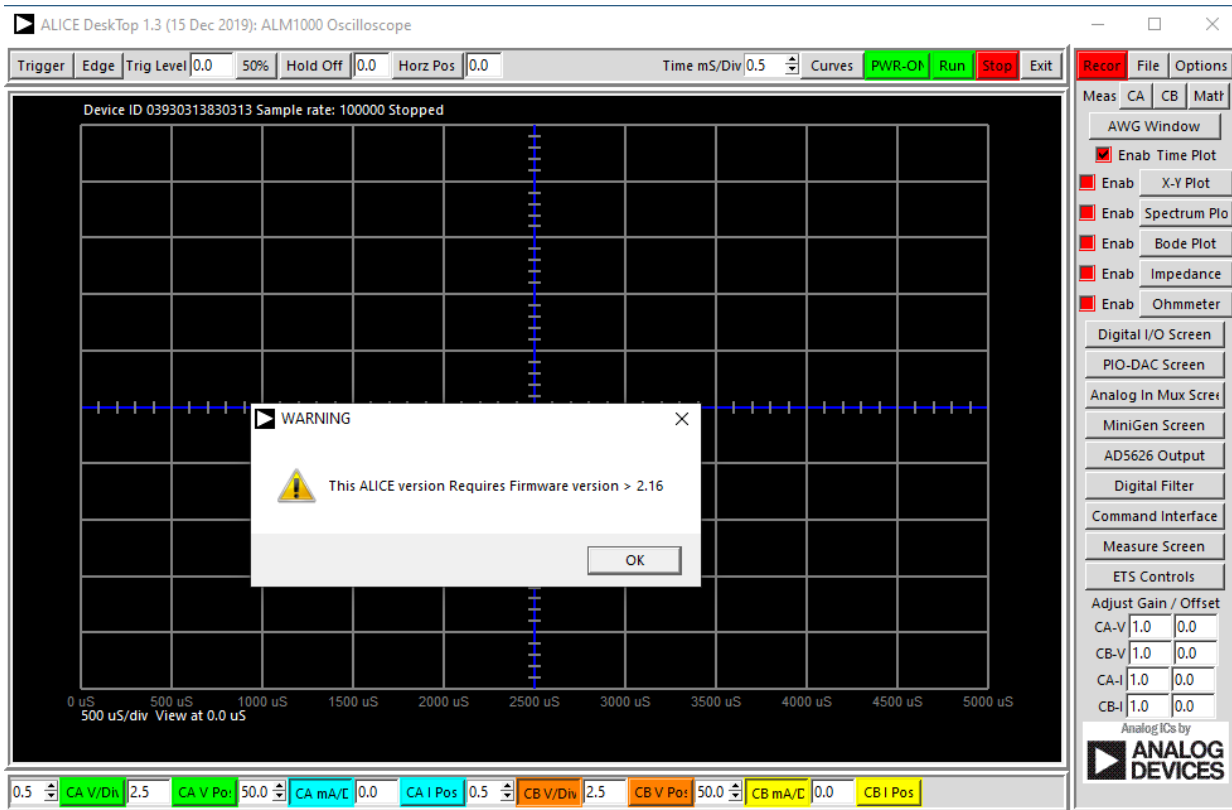 ALICE DeskTop 1.3 (15 Dec 2019): ALM1000 Oscilloscope
Trigger Edge Trig Level 0.0 50% Hold Off 0.0 Horz Pos 0.0 Time mS/Div 0.5 Curves PWR-ON Run Stop Exit
Recor File Options
Meas CA CB Math
AWG Window
Enab Time Plot
Enab X-Y Plot
Enab Spectrum Plo
Enab Bode Plot
Enab Impedance
Enab Ohmmeter
Digital I/O Screen
PIO-DAC Screen
Analog In Mux Scree
MiniGen Screen
AD5626 Output
Digital Filter
Command Interface
Measure Screen
ETS Controls
Adjust Gain / Offset
CA-V 1.0 0.0
CB-V 1.0 0.0
CA-I 1.0 0.0
CB-I 1.0 0.0
Analog ICs by
ANALOG
DEVICES
Device ID 03930313830313 Sample rate: 100000 Stopped
WARNING
This ALICE version Requires Firmware version > 2.16
OK
0 uS 500 uS 1000 uS 1500 uS 2000 uS 2500 uS 3000 uS 3500 uS 4000 uS 4500 uS 5000 uS
500 uS/div View at 0.0 uS
0.5 CA V/Div 2.5 CA V Pos 50.0 CA mA/D 0.0 CA I Pos 0.5 CB V/Div 2.5 CB V Pos 50.0 CB mA/D 0.0 CB I Pos